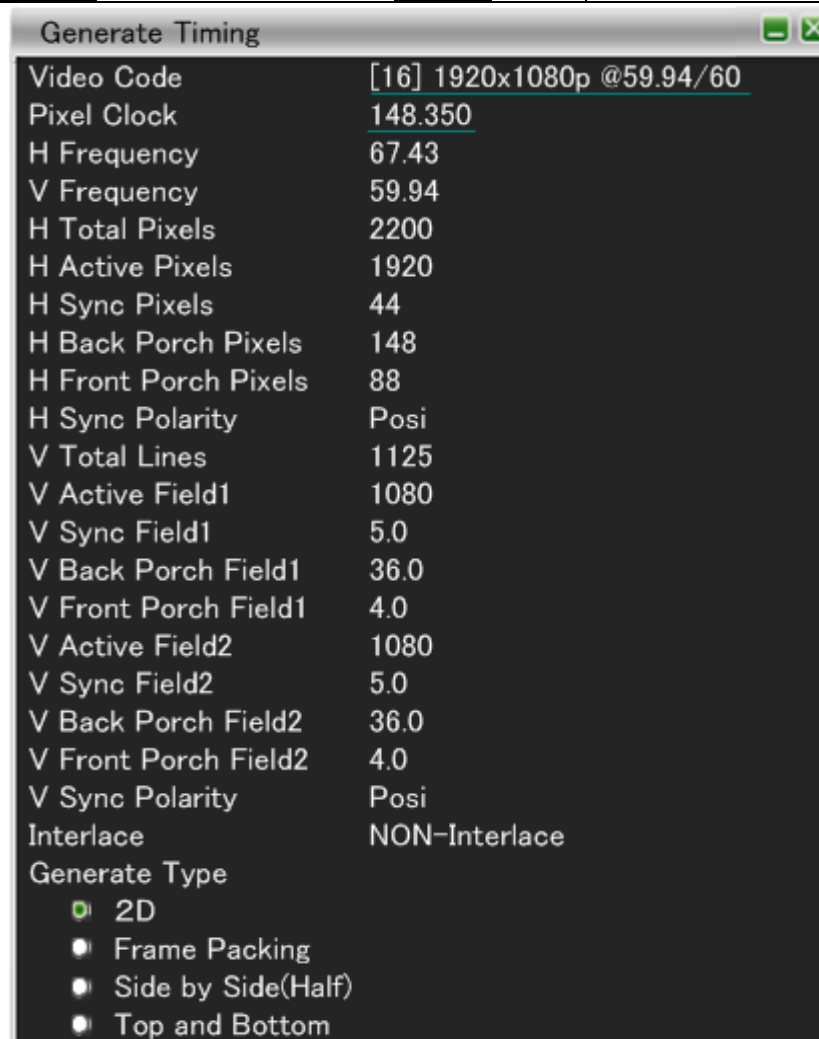 Generate Timing
Video Code [16] 1920x1080p @59.94/60
Pixel Clock 148.350
H Frequency 67.43
V Frequency 59.94
H Total Pixels 2200
H Active Pixels 1920
H Sync Pixels 44
H Back Porch Pixels 148
H Front Porch Pixels 88
H Sync Polarity Posi
V Total Lines 1125
V Active Field1 1080
V Sync Field1 5.0
V Back Porch Field1 36.0
V Front Porch Field1 4.0
V Active Field2 1080
V Sync Field2 5.0
V Back Porch Field2 36.0
V Front Porch Field2 4.0
V Sync Polarity Posi
Interlace NON-Interlace
Generate Type
2D
Frame Packing
Side by Side(Half)
Top and Bottom